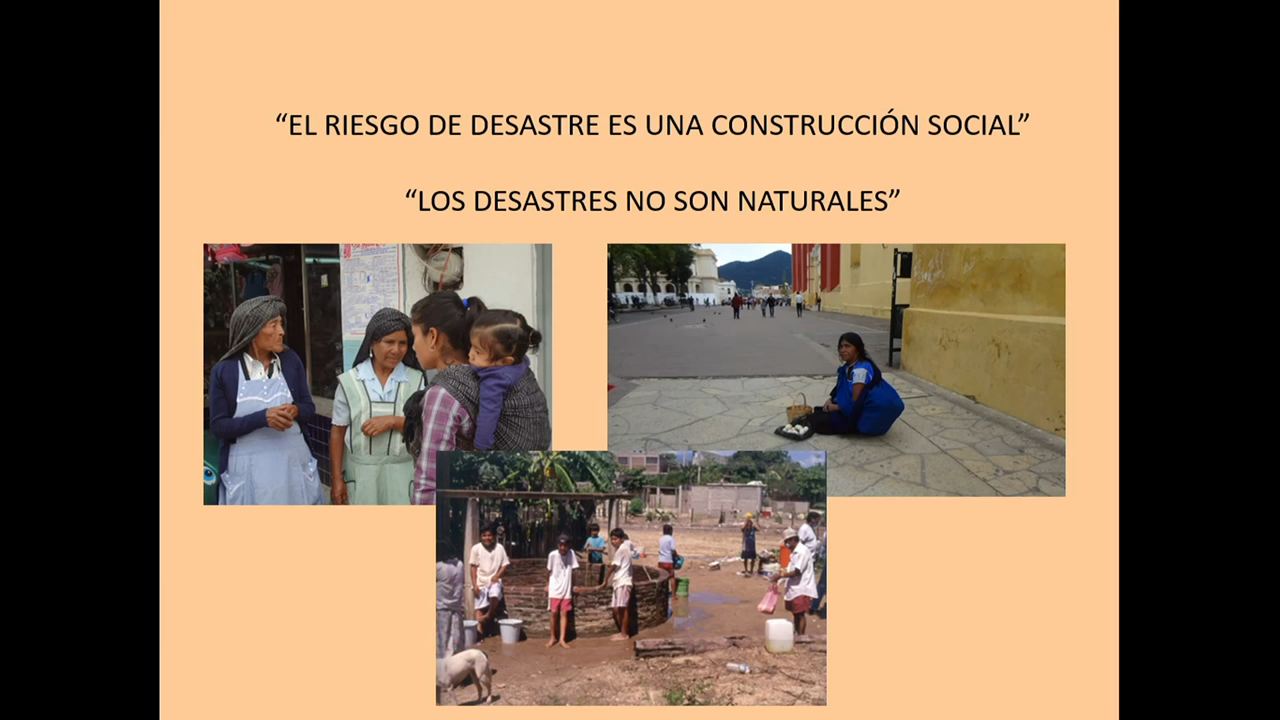 “EL RIESGO DE DESASTRE ES UNA CONSTRUCCIÓN SOCIAL”
“LOS DESASTRES NO SON NATURALES”